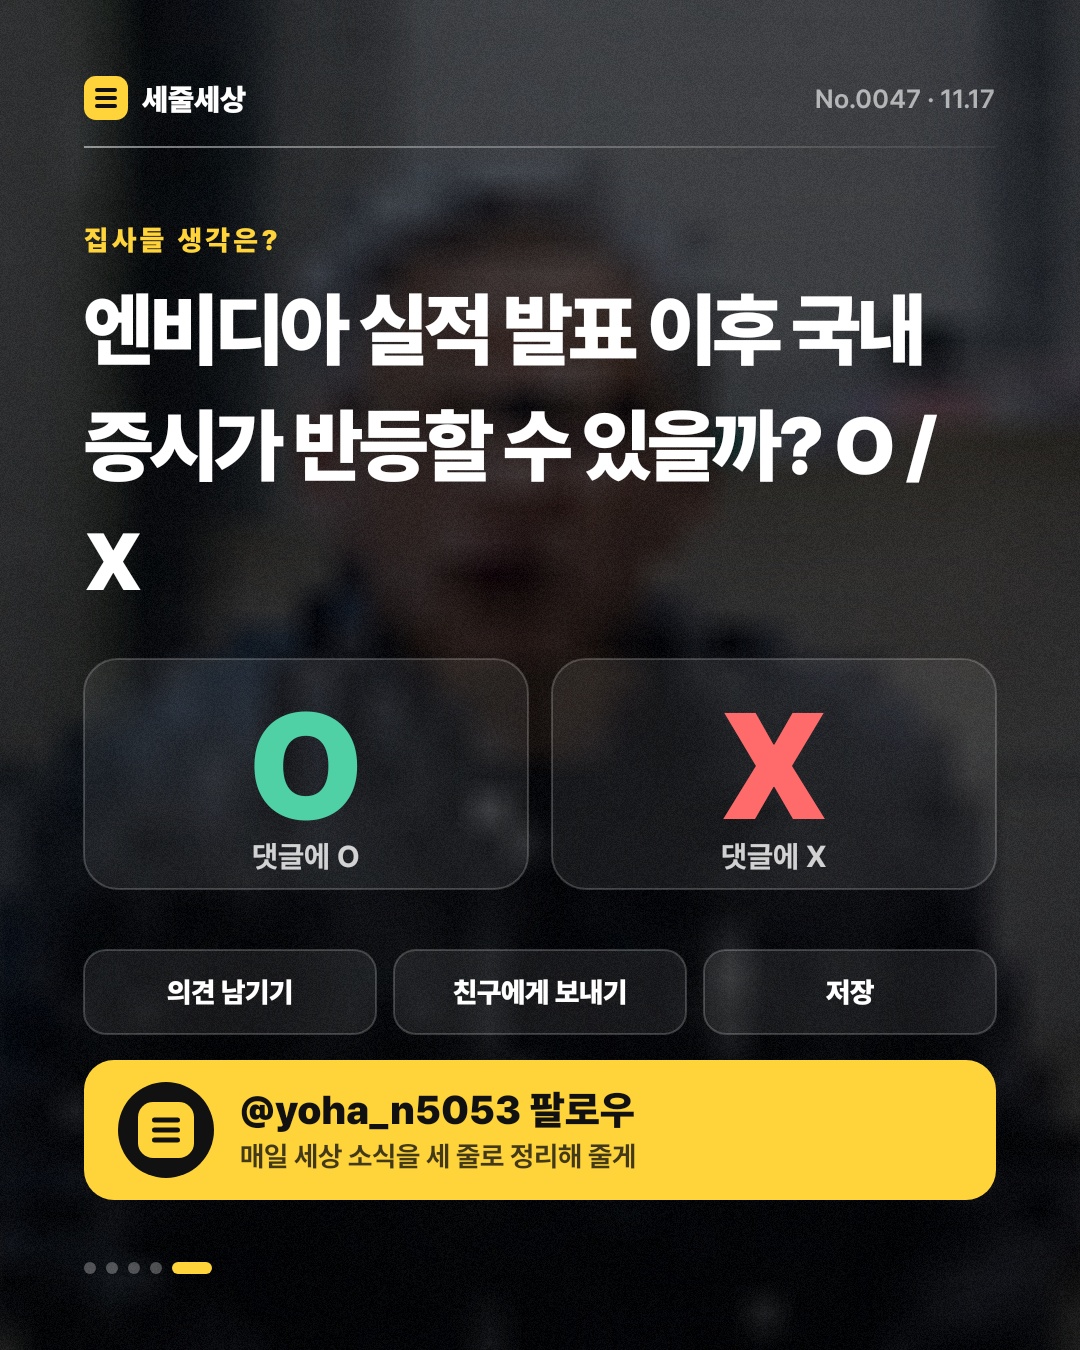 세줄세상
No.0047 · 11.17
집사들 생각은?
엔비디아 실적 발표 이후 국내
증시가 반등할 수 있을까? O /
X
O
댓글에 O
X
댓글에 X
의견 남기기
친구에게 보내기
저장
@yoha_n5053 팔로우
매일 세상 소식을 세 줄로 정리해 줄게